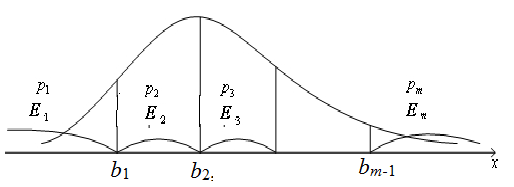 p1 p2 p3 pm
E1 E2 E3 Em
x
b1 b2; bm-1